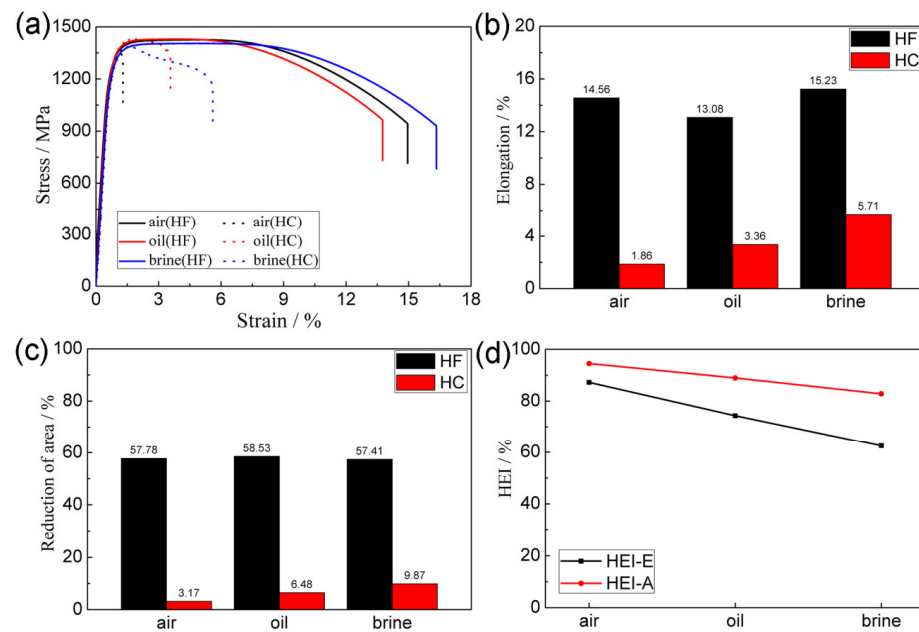 (a)
1500
1200
900
600
300
0
Stress / MPa
air(HF) air(HC)
oil(HF) oil(HC)
brine(HF) brine(HC)
0 3 6 9 12 15 18
Strain / %
(b)
20
16
12
8
4
0
Elongation / %
HF
HC
14.56
1.86
13.08
3.36
15.23
5.71
air oil brine
(c)
100
80
60
40
20
0
Reduction of area / %
HF
HC
57.78
3.17
58.53
6.48
57.41
9.87
air oil brine
(d)
100
80
60
40
20
0
HEI / %
HEI-E
HEI-A
air oil brine